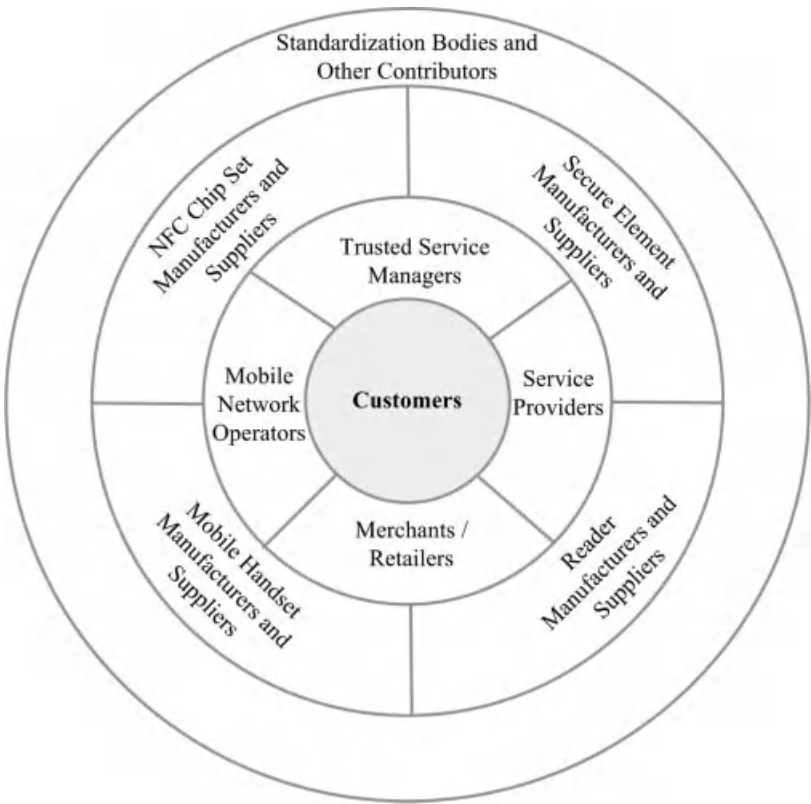 Standardization Bodies and
Other Contributors
NFC Chip Set
Manufacturers and
Suppliers
Secure Element
Manufacturers and
Suppliers
Trusted Service
Managers
Mobile
Network
Operators
Customers
Service
Providers
Merchants /
Retailers
Mobile Handset
Manufacturers and
Suppliers
Reader
Manufacturers and
Suppliers